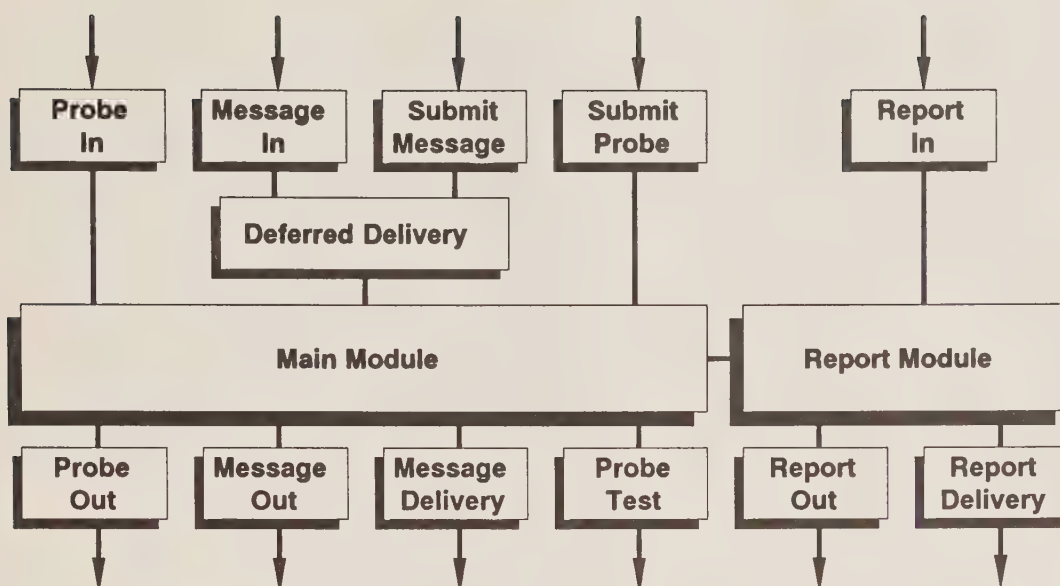 Probe
In
Message
In
Submit
Message
Submit
Probe
Report
In
Deferred Delivery
Main Module
Report Module
Probe
Out
Message
Out
Message
Delivery
Probe
Test
Report
Out
Report
Delivery